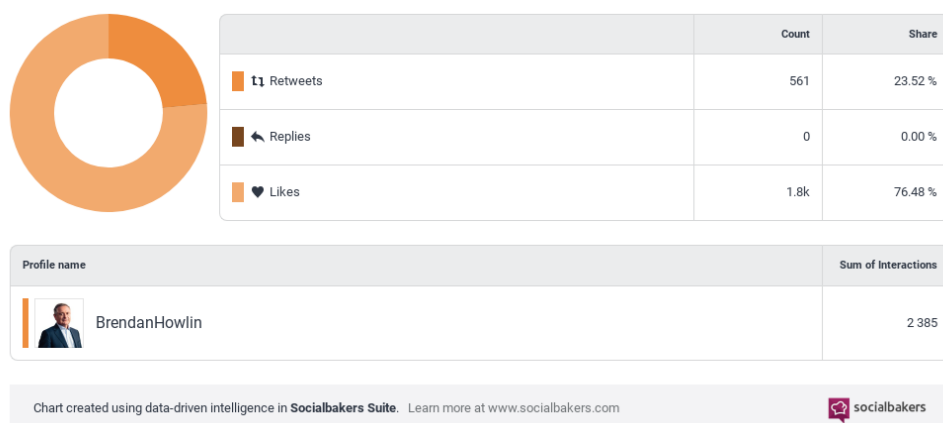 Count Share
Retweets 561 23.52 %
Replies 0 0.00 %
Likes 1.8k 76.48 %
Profile name Sum of Interactions
BrendanHowlin 2 385
Chart created using data-driven intelligence in Socialbakers Suite. Learn more at www.socialbakers.com socialbakers